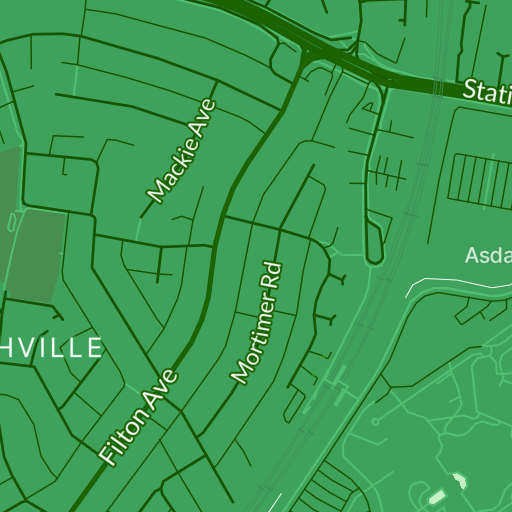 Stati
Mackie Ave
Asda
Mortimer Rd
HVILLE
Filton Ave